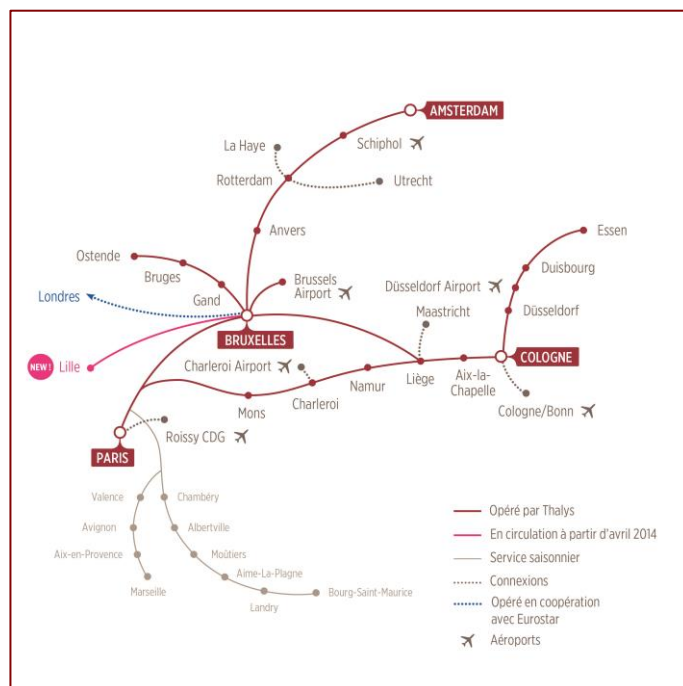 AMSTERDAM
La Haye
Schiphol
Rotterdam
Utrecht
Anvers
Essen
Ostende
Bruges
Duisbourg
Brussels
Airport
Düsseldorf Airport
Gand
Londres
Maastricht
Düsseldorf
BRUXELLES
NEW !
Lille
Charleroi Airport
COLOGNE
Namur
Liège
Aix-la-
Chapelle
Charleroi
Mons
Cologne/Bonn
Roissy CDG
PARIS
Valence
Chambéry
Avignon
Albertville
Aix-en-Provence
Moûtiers
Aime-La-Plagne
Marseille
Landry
Bourg-Saint-Maurice
Opéré par Thalys
En circulation à partir d'avril 2014
Service saisonnier
Connexions
Opéré en coopération
avec Eurostar
Aéroports